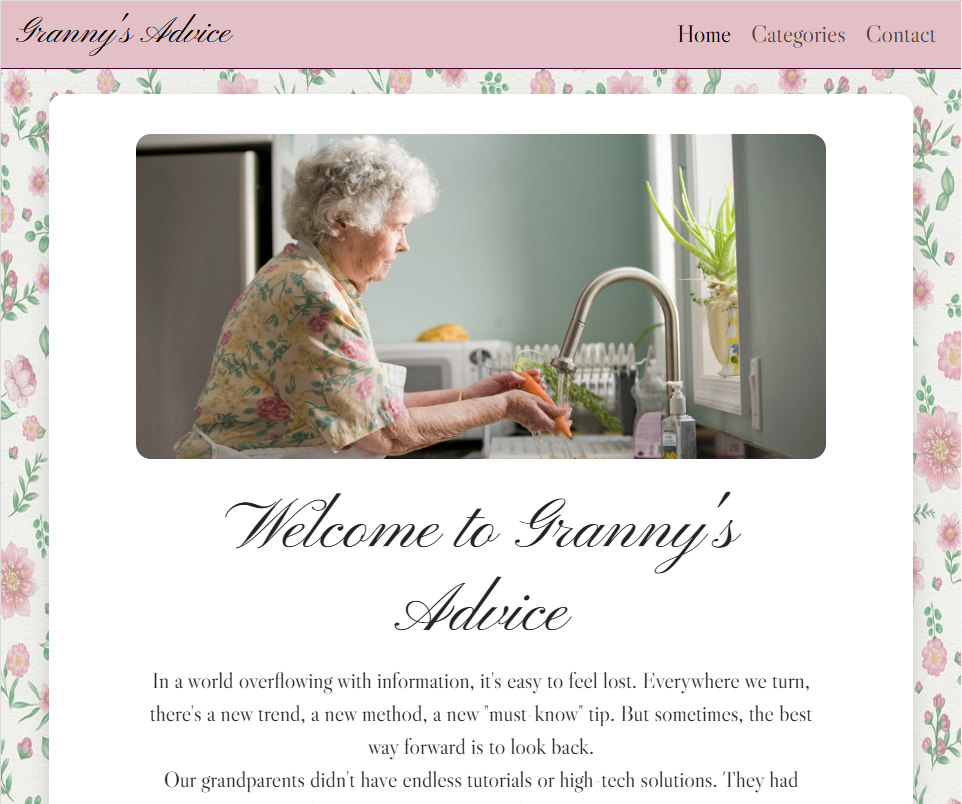 Granny's Advice
Home Categories Contact
Welcome to Granny's
Advice
In a world overflowing with information, it's easy to feel lost. Everywhere we turn,
there's a new trend, a new method, a new "must-know" tip. But sometimes, the best
way forward is to look back.
Our grandparents didn't have endless tutorials or high-tech solutions. They had